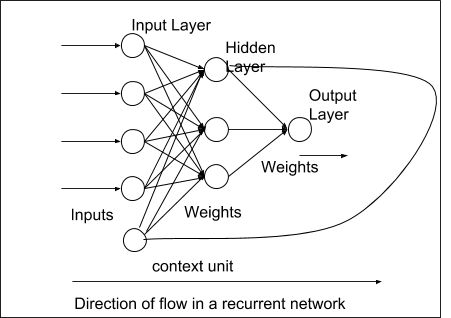 Input Layer
Hidden
Layer
Output
Layer
Weights
Inputs
Weights
context unit
Direction of flow in a recurrent network